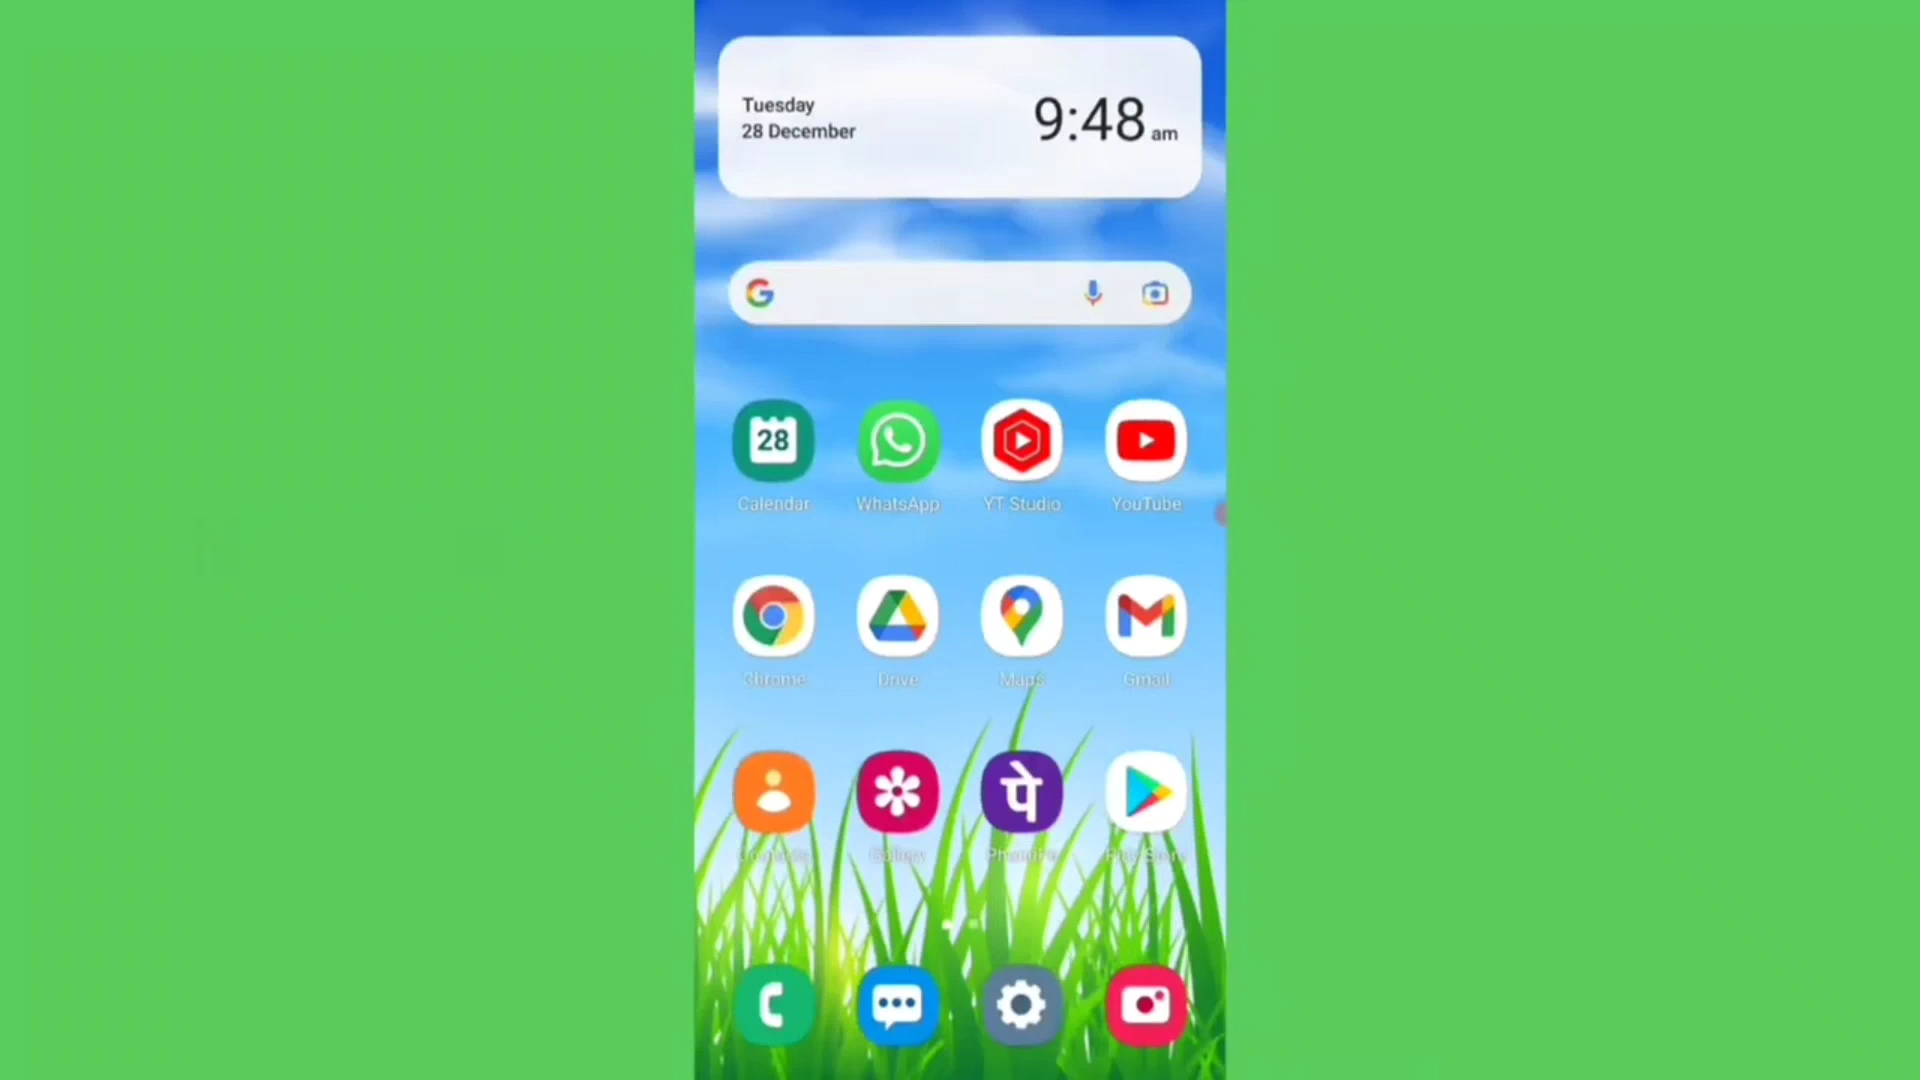 Tuesday
28 December
9:48 am
28
Calendar
WhatsApp
YT Studio
YouTube
Chrome
Drive
Maps
Gmail
Contacts
Gallery
पे
PhonePe
Play Store